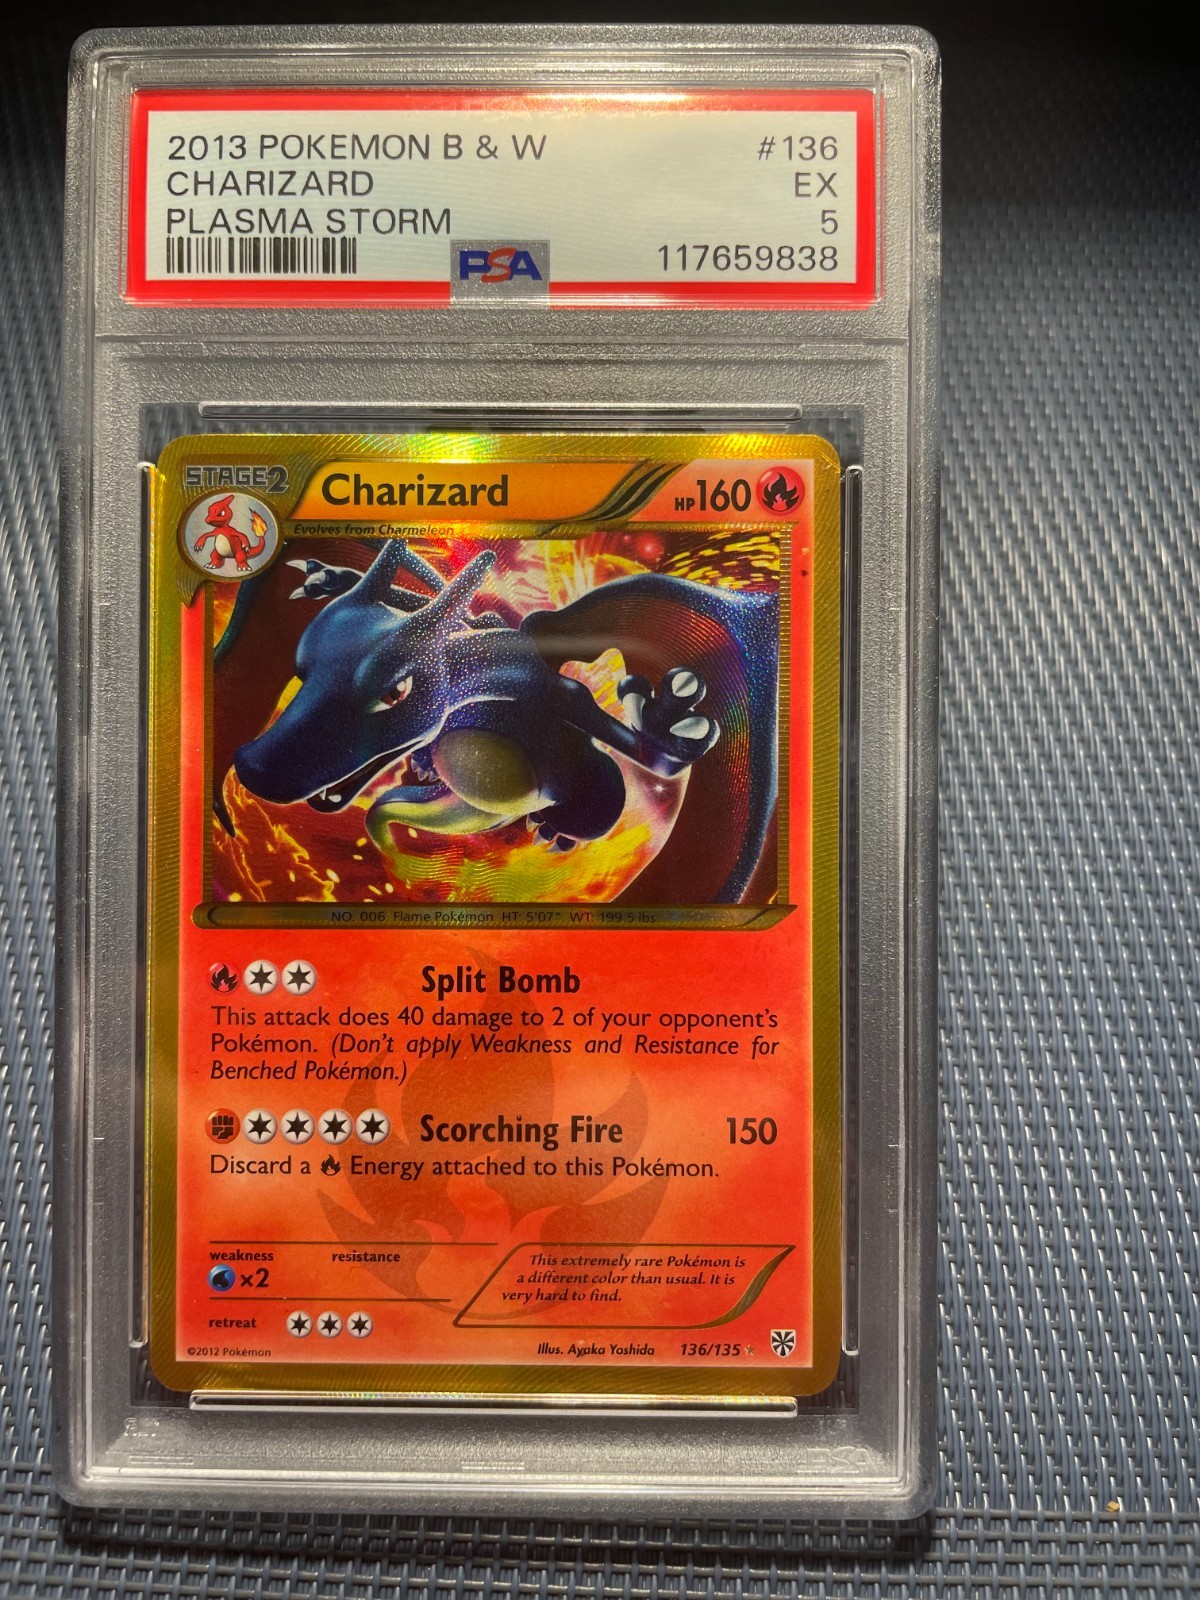 2013 POKEMON B & W #136
CHARIZARD EX
PLASMA STORM 5
PSA 117659838
STAGE2 Charizard HP160
Evolves from Charmeleon
NO. 006 Flame Pokémon HT: 5'07" WT: 199.5 lbs
Split Bomb
This attack does 40 damage to 2 of your opponent's
Pokémon. (Don't apply Weakness and Resistance for
Benched Pokémon.)
Scorching Fire 150
Discard a Energy attached to this Pokémon.
weakness resistance
×2
This extremely rare Pokémon is
a different color than usual. It is
very hard to find.
retreat
©2012 Pokémon Illus. Ayaka Yoshida 136/135
PSA